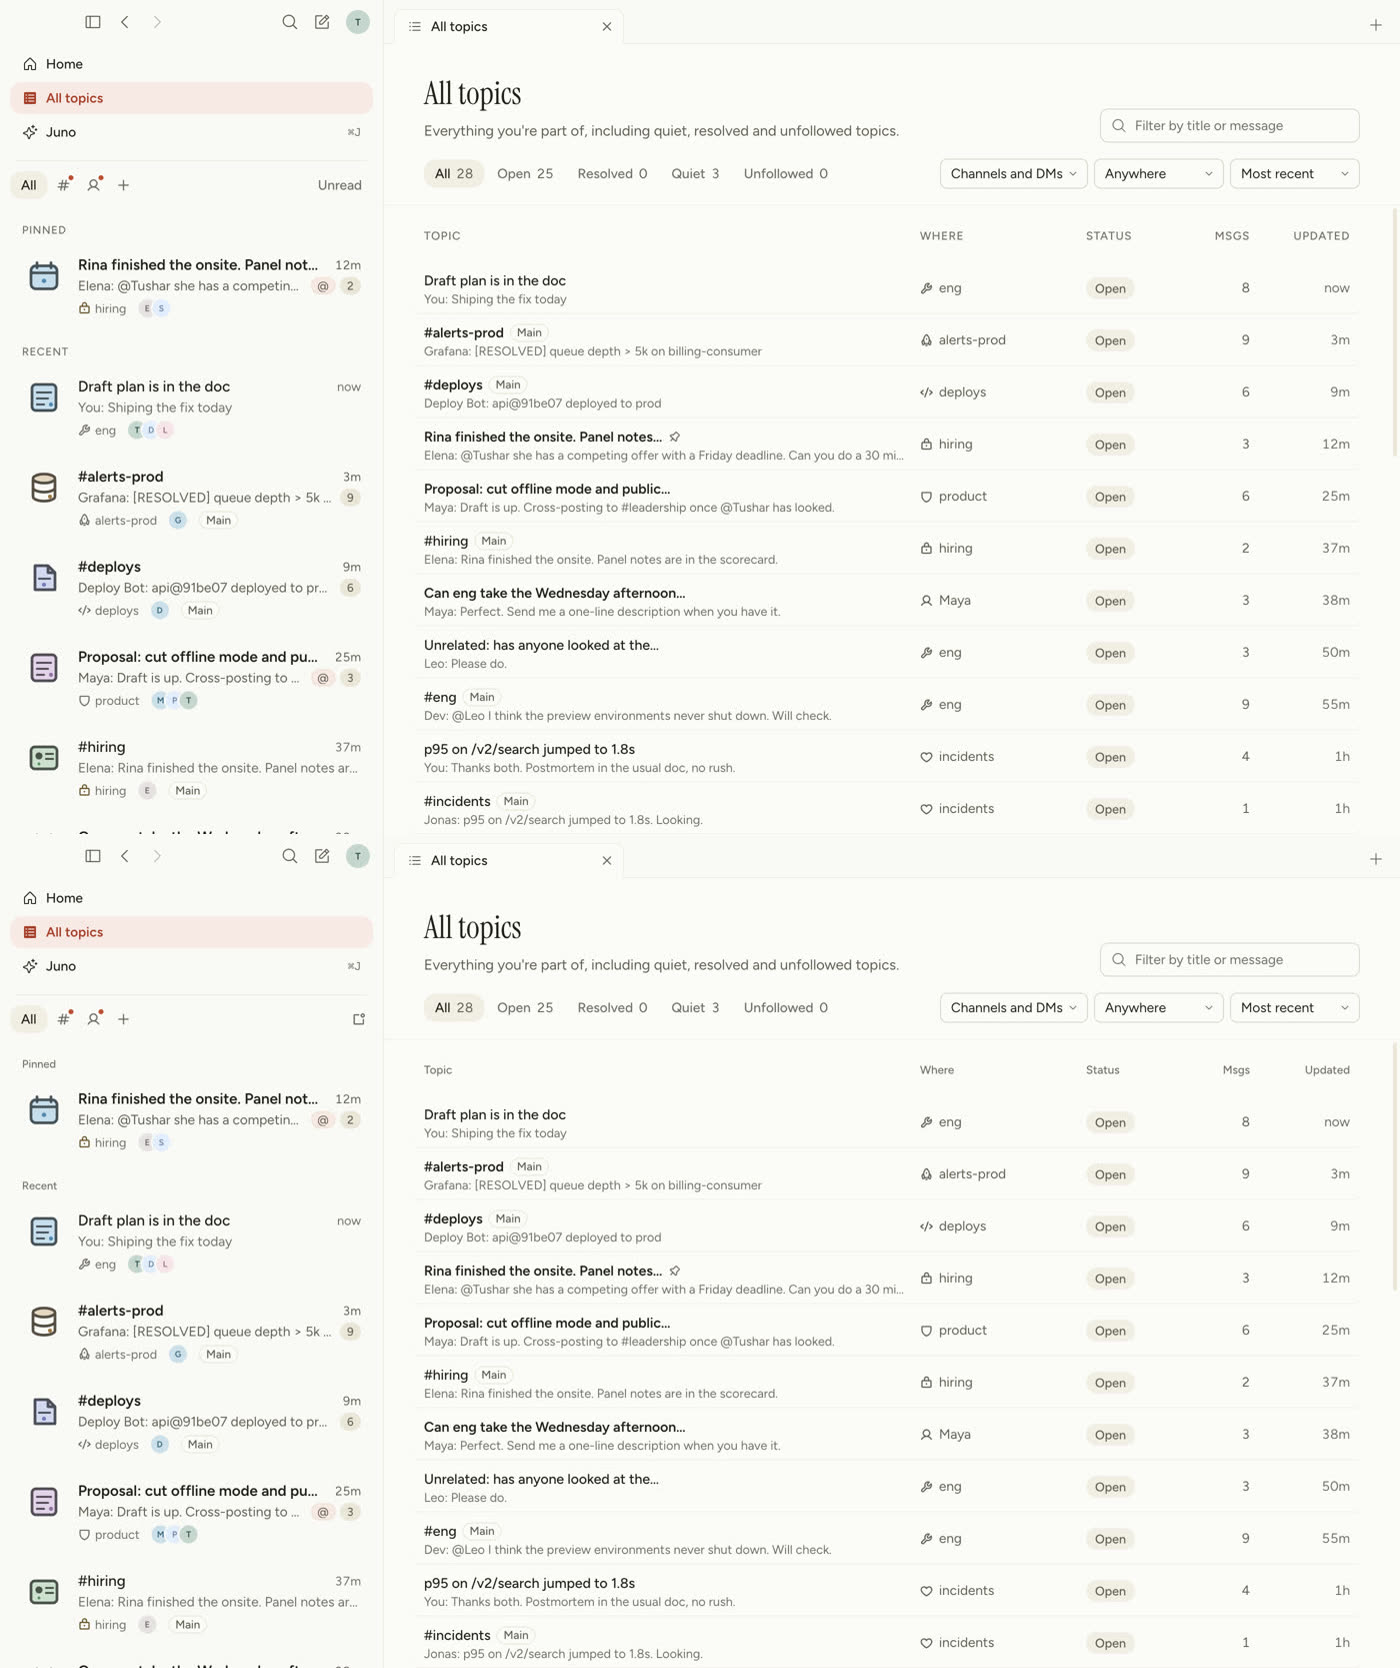 T
Home
All topics
Juno ⌘J
All # Unread
PINNED
Rina finished the onsite. Panel not... 12m
Elena: @Tushar she has a competin... @ 2
hiring E S
RECENT
Draft plan is in the doc now
You: Shiping the fix today
eng T D L
#alerts-prod 3m
Grafana: [RESOLVED] queue depth > 5k ... 9
alerts-prod G Main
#deploys 9m
Deploy Bot: api@91be07 deployed to pr... 6
deploys D Main
Proposal: cut offline mode and pu... 25m
Maya: Draft is up. Cross-posting to ... @ 3
product M P T
#hiring 37m
Elena: Rina finished the onsite. Panel notes ar...
hiring E Main
All topics
All topics
Everything you're part of, including quiet, resolved and unfollowed topics.
Filter by title or message
All 28 Open 25 Resolved 0 Quiet 3 Unfollowed 0
Channels and DMs Anywhere Most recent
TOPIC WHERE STATUS MSGS UPDATED
Draft plan is in the doc
You: Shiping the fix today
eng Open 8 now
#alerts-prod Main
Grafana: [RESOLVED] queue depth > 5k on billing-consumer
alerts-prod Open 9 3m
#deploys Main
Deploy Bot: api@91be07 deployed to prod
deploys Open 6 9m
Rina finished the onsite. Panel notes...
Elena: @Tushar she has a competing offer with a Friday deadline. Can you do a 30 mi...
hiring Open 3 12m
Proposal: cut offline mode and public...
Maya: Draft is up. Cross-posting to #leadership once @Tushar has looked.
product Open 6 25m
#hiring Main
Elena: Rina finished the onsite. Panel notes are in the scorecard.
hiring Open 2 37m
Can eng take the Wednesday afternoon...
Maya: Perfect. Send me a one-line description when you have it.
Maya Open 3 38m
Unrelated: has anyone looked at the...
Leo: Please do.
eng Open 3 50m
#eng Main
Dev: @Leo I think the preview environments never shut down. Will check.
eng Open 9 55m
p95 on /v2/search jumped to 1.8s
You: Thanks both. Postmortem in the usual doc, no rush.
incidents Open 4 1h
#incidents Main
Jonas: p95 on /v2/search jumped to 1.8s. Looking.
incidents Open 1 1h
T
Home
All topics
Juno ⌘J
All #
Pinned
Rina finished the onsite. Panel not... 12m
Elena: @Tushar she has a competin... @ 2
hiring E S
Recent
Draft plan is in the doc now
You: Shiping the fix today
eng T D L
#alerts-prod 3m
Grafana: [RESOLVED] queue depth > 5k ... 9
alerts-prod G Main
#deploys 9m
Deploy Bot: api@91be07 deployed to pr... 6
deploys D Main
Proposal: cut offline mode and pu... 25m
Maya: Draft is up. Cross-posting to ... @ 3
product M P T
#hiring 37m
Elena: Rina finished the onsite. Panel notes ar...
hiring E Main
All topics
All topics
Everything you're part of, including quiet, resolved and unfollowed topics.
Filter by title or message
All 28 Open 25 Resolved 0 Quiet 3 Unfollowed 0
Channels and DMs Anywhere Most recent
Topic Where Status Msgs Updated
Draft plan is in the doc
You: Shiping the fix today
eng Open 8 now
#alerts-prod Main
Grafana: [RESOLVED] queue depth > 5k on billing-consumer
alerts-prod Open 9 3m
#deploys Main
Deploy Bot: api@91be07 deployed to prod
deploys Open 6 9m
Rina finished the onsite. Panel notes...
Elena: @Tushar she has a competing offer with a Friday deadline. Can you do a 30 mi...
hiring Open 3 12m
Proposal: cut offline mode and public...
Maya: Draft is up. Cross-posting to #leadership once @Tushar has looked.
product Open 6 25m
#hiring Main
Elena: Rina finished the onsite. Panel notes are in the scorecard.
hiring Open 2 37m
Can eng take the Wednesday afternoon...
Maya: Perfect. Send me a one-line description when you have it.
Maya Open 3 38m
Unrelated: has anyone looked at the...
Leo: Please do.
eng Open 3 50m
#eng Main
Dev: @Leo I think the preview environments never shut down. Will check.
eng Open 9 55m
p95 on /v2/search jumped to 1.8s
You: Thanks both. Postmortem in the usual doc, no rush.
incidents Open 4 1h
#incidents Main
Jonas: p95 on /v2/search jumped to 1.8s. Looking.
incidents Open 1 1h